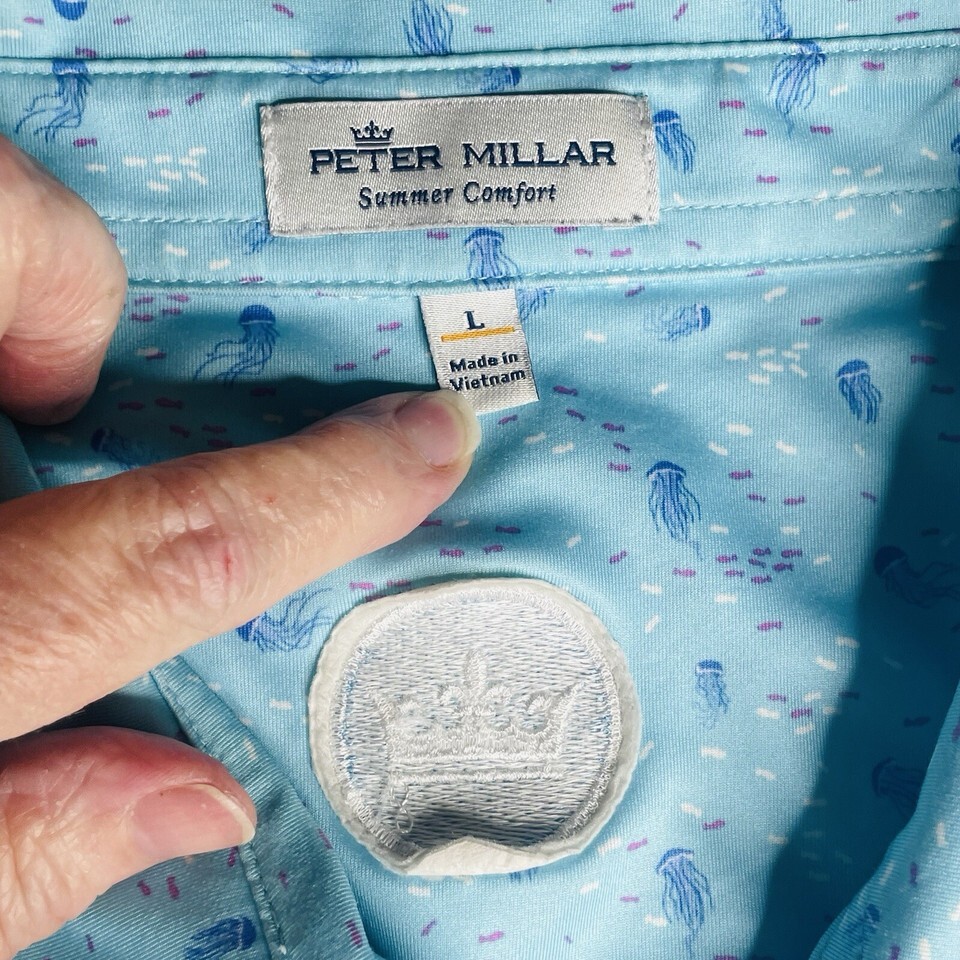 PETER MILLAR
Summer Comfort
L
Made in
Vietnam